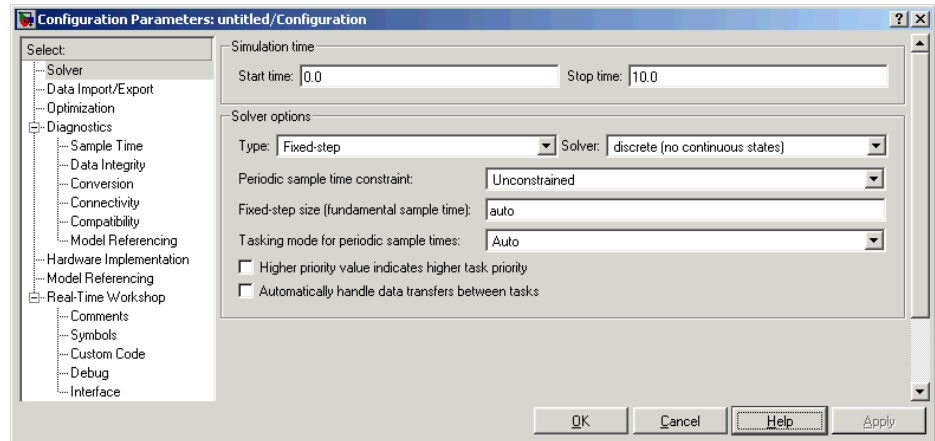 Configuration Parameters: untitled/Configuration
Select:
Solver
Data Import/Export
Optimization
Diagnostics
Sample Time
Data Integrity
Conversion
Connectivity
Compatibility
Model Referencing
Hardware Implementation
Model Referencing
Real-Time Workshop
Comments
Symbols
Custom Code
Debug
Interface
Simulation time
Start time: 0.0 Stop time: 10.0
Solver options
Type: Fixed-step Solver: discrete (no continuous states)
Periodic sample time constraint: Unconstrained
Fixed-step size (fundamental sample time): auto
Tasking mode for periodic sample times: Auto
Higher priority value indicates higher task priority
Automatically handle data transfers between tasks
OK Cancel Help Apply